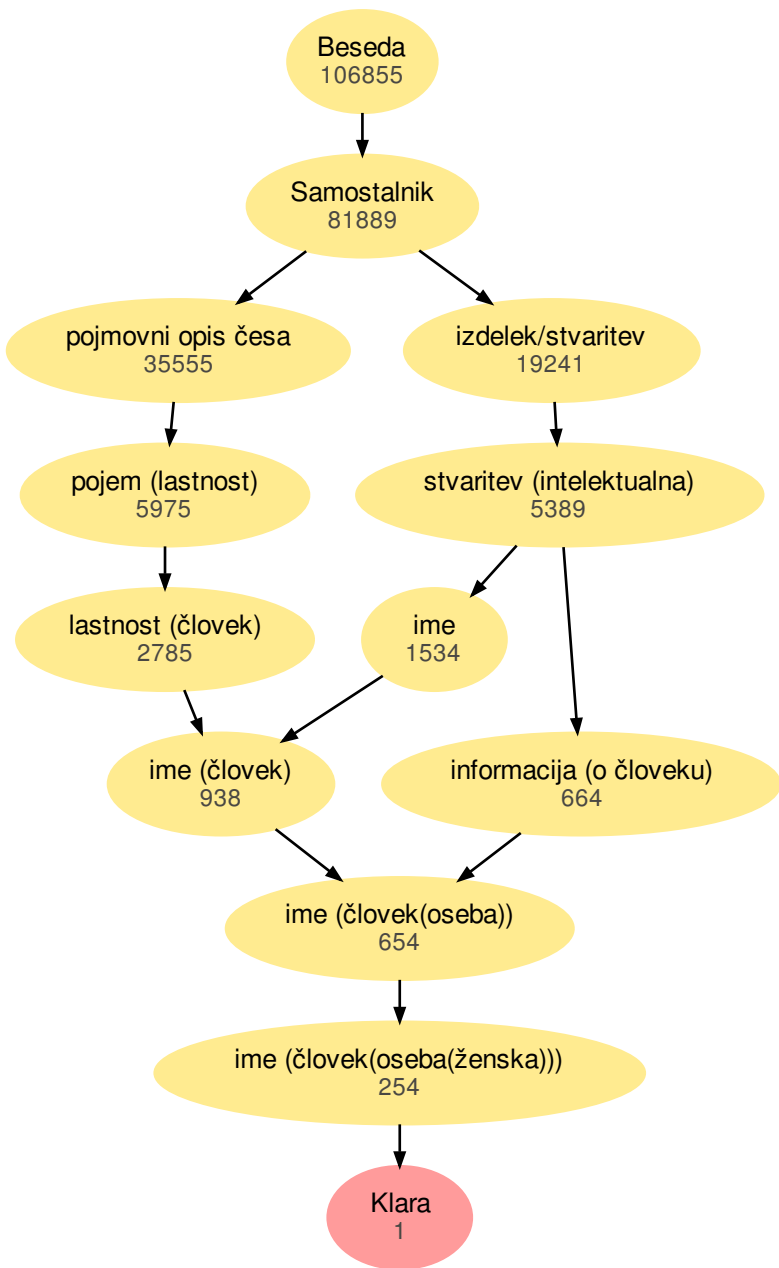 Beseda
106855
Samostalnik
81889
pojmovni opis česa
35555
izdelek/stvaritev
19241
pojem (lastnost)
5975
stvaritev (intelektualna)
5389
lastnost (človek)
2785
ime
1534
ime (človek)
938
informacija (o človeku)
664
ime (človek(oseba))
654
ime (človek(oseba(ženska)))
254
Klara
1